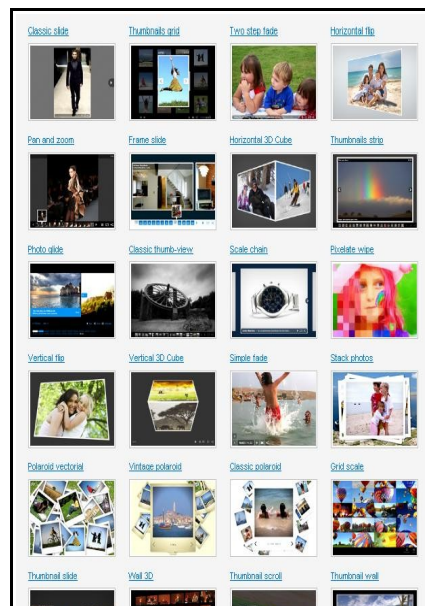 Classic slide Thumbnails grid Two step fade Horizontal flip
Pan and zoom Frame slide Horizontal 3D Cube Thumbnails strip
Photo glide Classic thumb-view Scale chain Pixelate wipe
Vertical flip Vertical 3D Cube Simple fade Stack photos
Polaroid vectorial Vintage polaroid Classic polaroid Grid scale
Thumbnail slide Wall 3D Thumbnail scroll Thumbnail wall